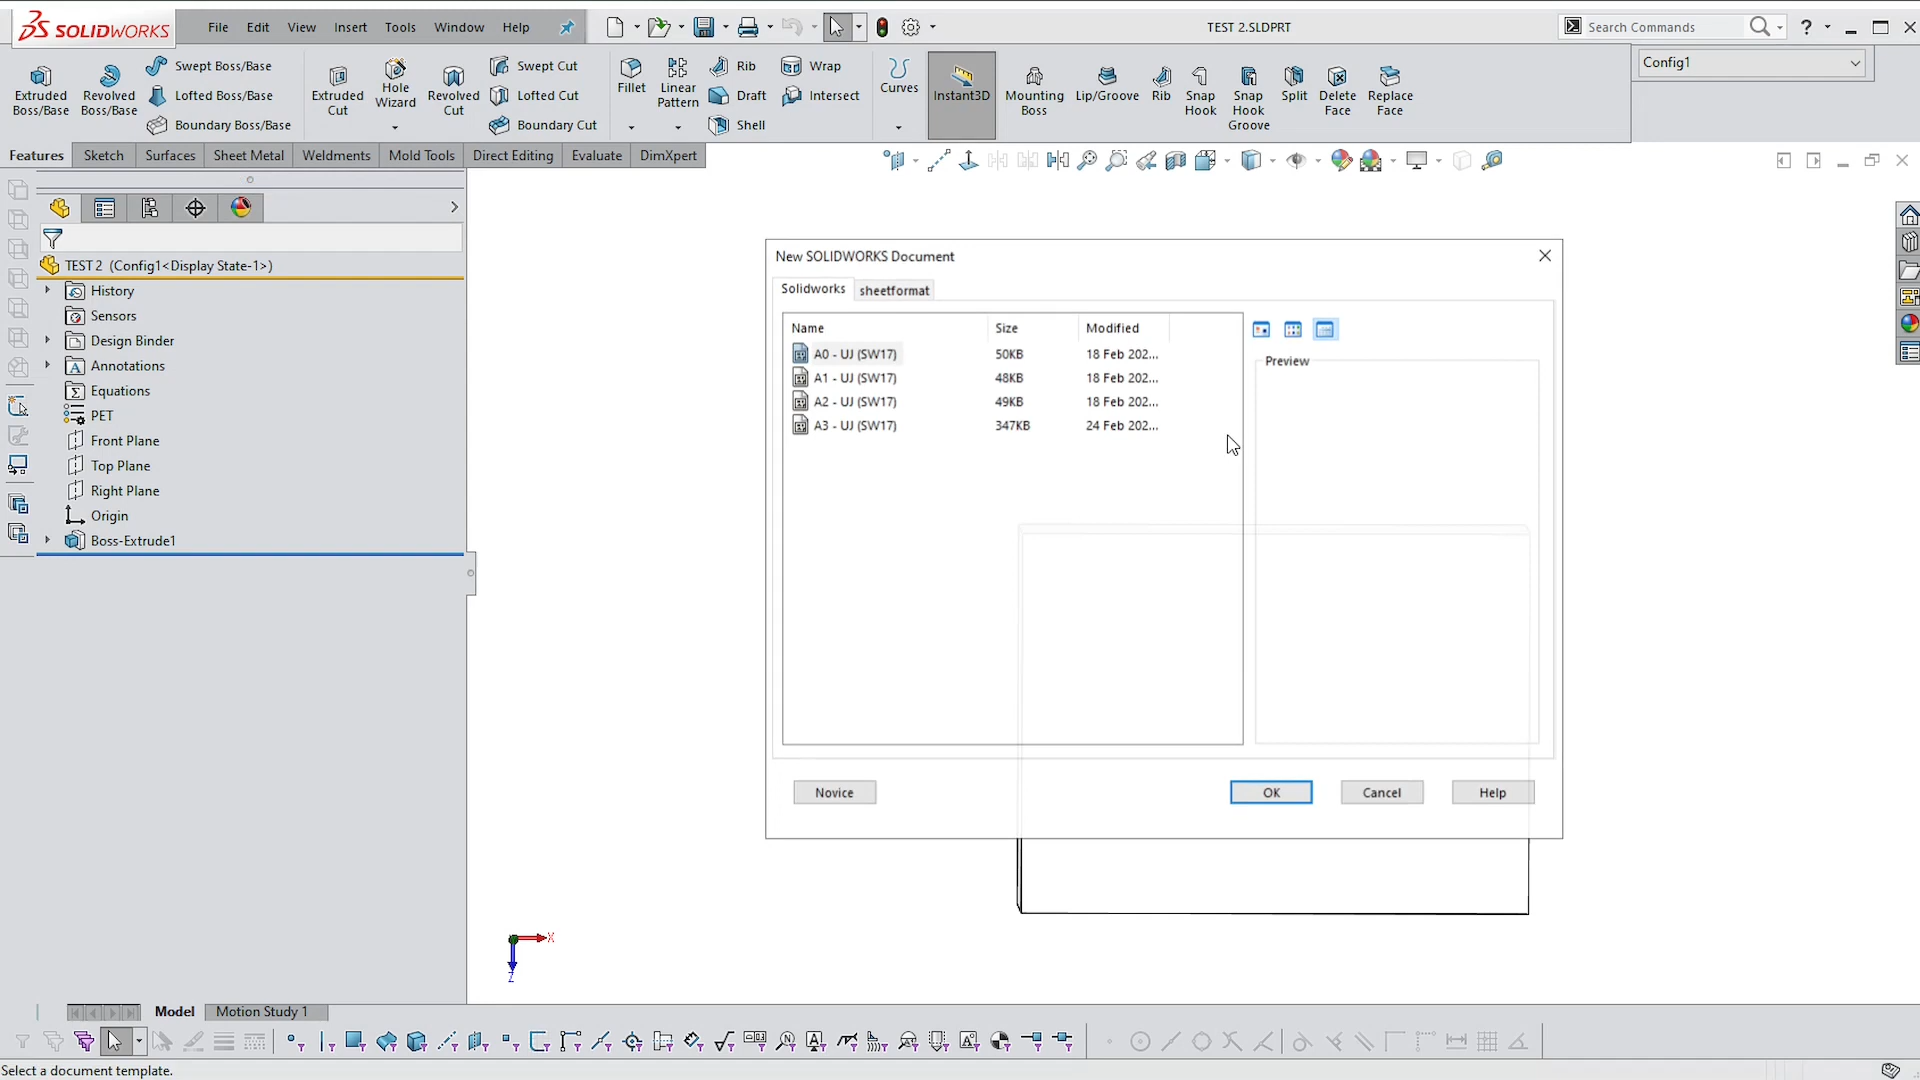 SOLIDWORKS
File Edit View Insert Tools Window Help
TEST 2.SLDPRT
Search Commands
?
Config1
Extruded Boss/Base
Revolved Boss/Base
Swept Boss/Base
Lofted Boss/Base
Boundary Boss/Base
Extruded Cut
Hole Wizard
Revolved Cut
Swept Cut
Lofted Cut
Boundary Cut
Fillet
Linear Pattern
Rib
Draft
Shell
Wrap
Intersect
Curves
Instant3D
Mounting Boss
Lip/Groove
Rib
Snap Hook
Snap Hook Groove
Split
Delete Face
Replace Face
Features Sketch Surfaces Sheet Metal Weldments Mold Tools Direct Editing Evaluate DimXpert
TEST 2 (Config1<Display State-1>)
History
Sensors
Design Binder
Annotations
Equations
PET
Front Plane
Top Plane
Right Plane
Origin
Boss-Extrude1
New SOLIDWORKS Document
Solidworks sheetformat
Name Size Modified
A0 - UJ (SW17) 50KB 18 Feb 202...
A1 - UJ (SW17) 48KB 18 Feb 202...
A2 - UJ (SW17) 49KB 18 Feb 202...
A3 - UJ (SW17) 347KB 24 Feb 202...
Preview
Novice OK Cancel Help
X
Z
Model Motion Study 1
Select a document template.